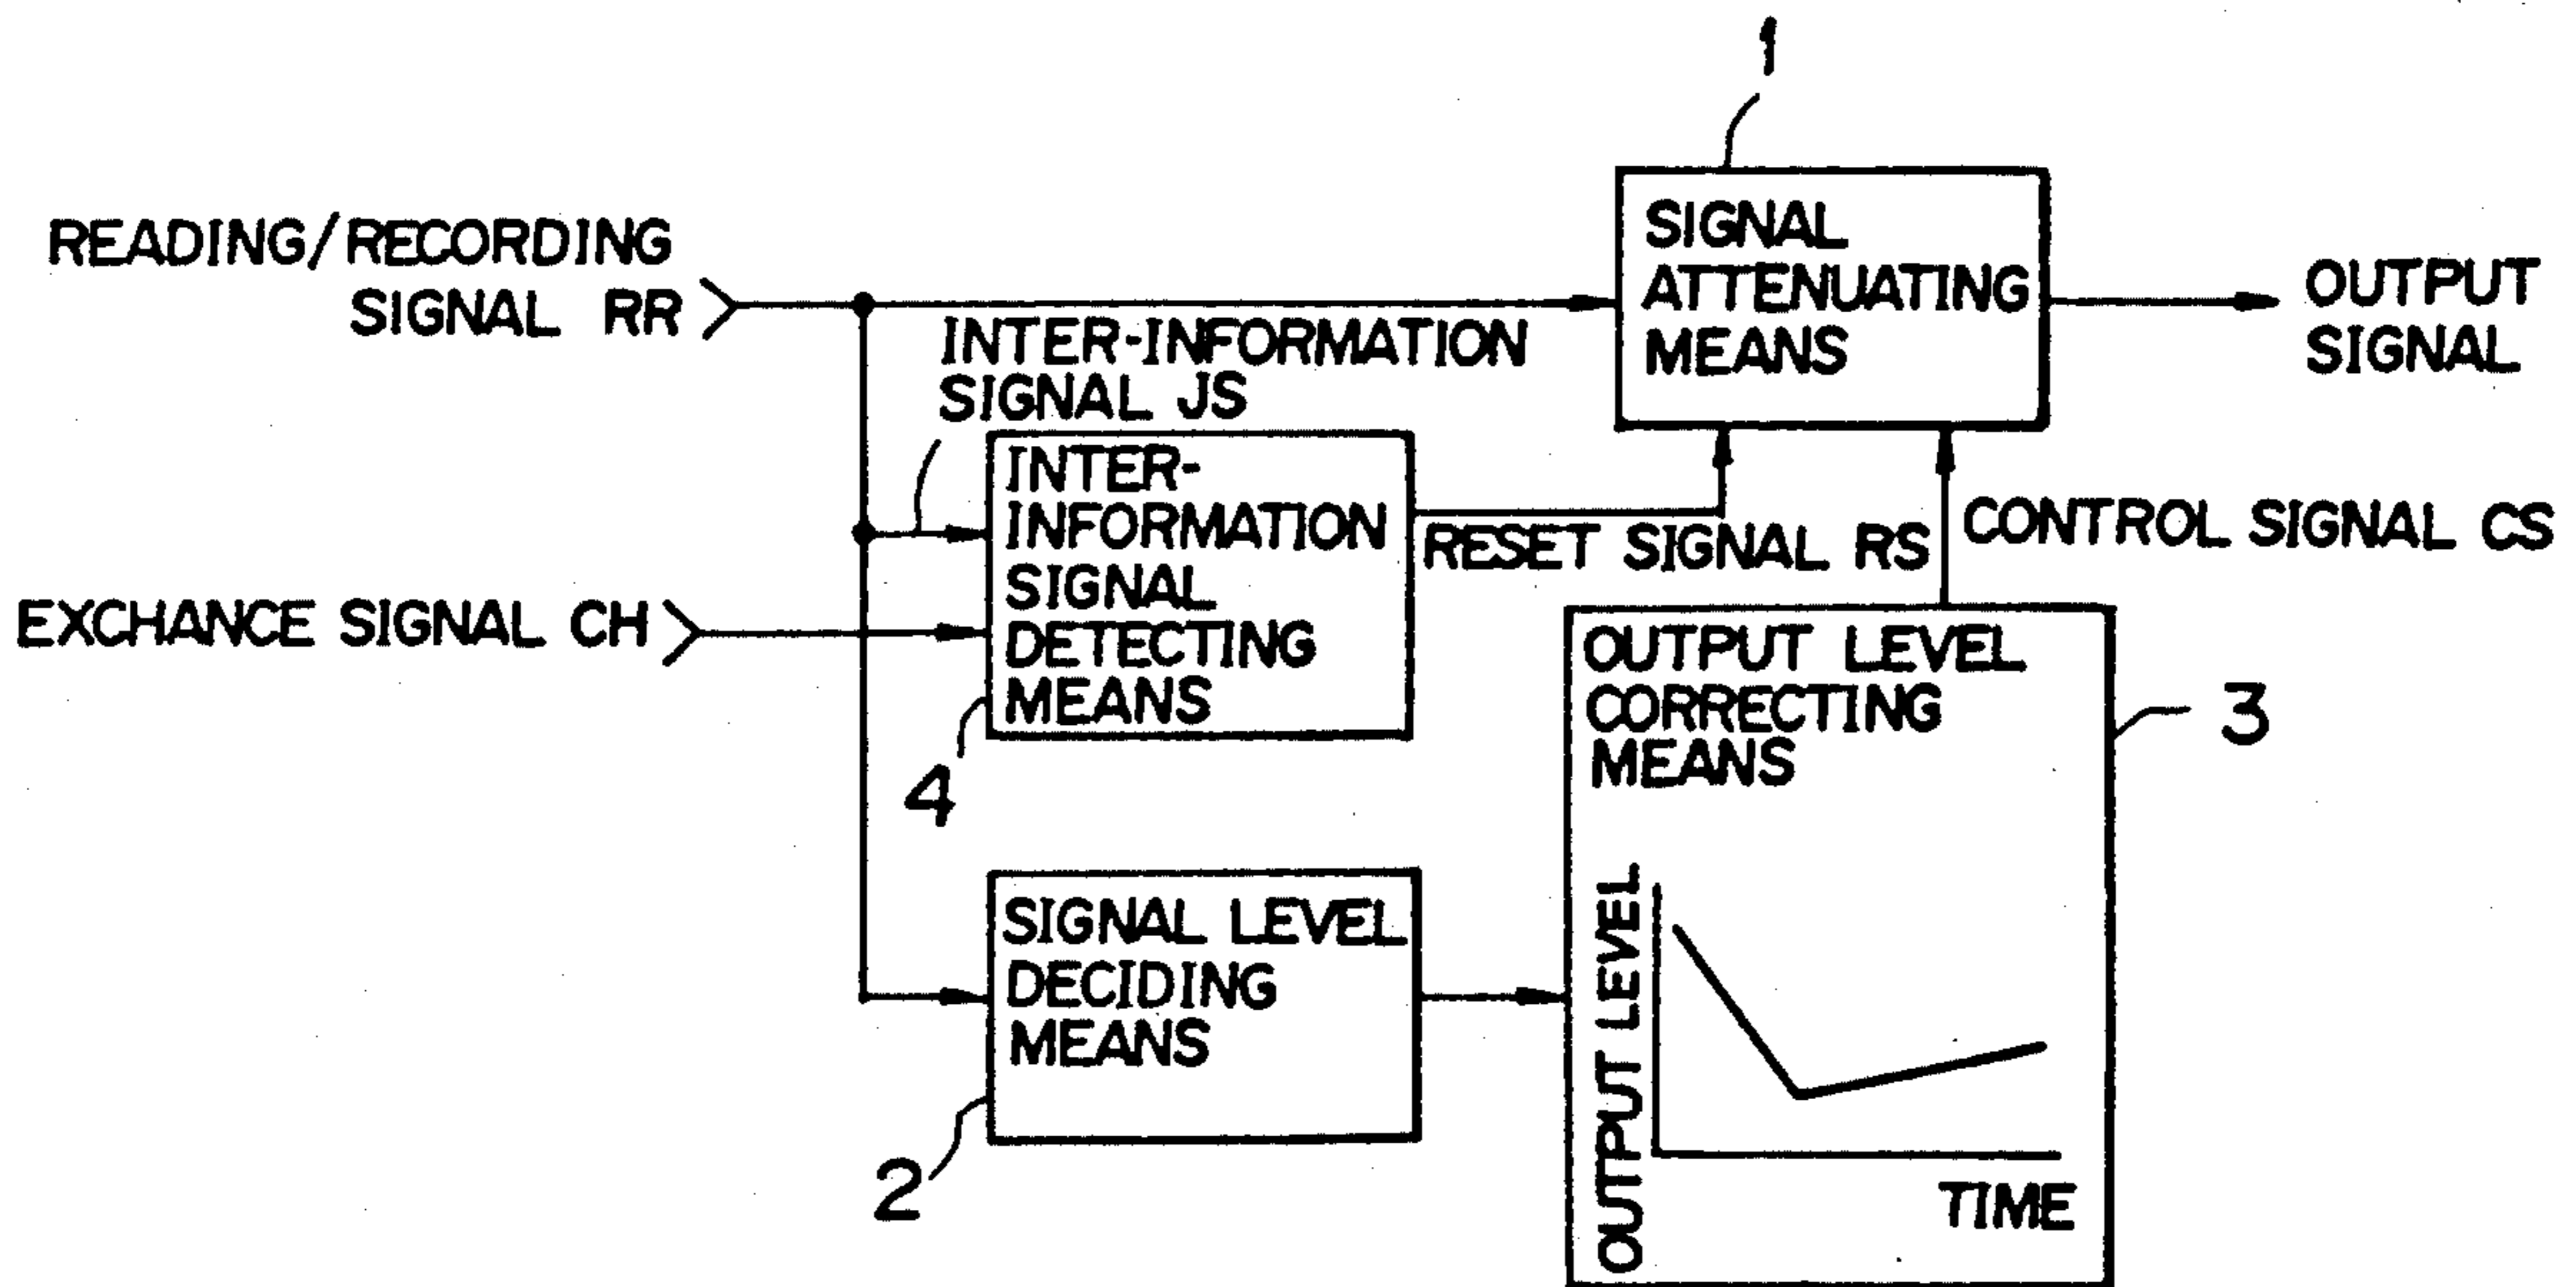 1
READING/RECORDING
SIGNAL RR
SIGNAL
ATTENUATING
MEANS
OUTPUT
SIGNAL
INTER-INFORMATION
SIGNAL JS
INTER-
INFORMATION
SIGNAL
DETECTING
MEANS
4
RESET SIGNAL RS
CONTROL SIGNAL CS
EXCHANCE SIGNAL CH
OUTPUT LEVEL
CORRECTING
MEANS
3
SIGNAL LEVEL
DECIDING
MEANS
2
OUTPUT LEVEL
TIME